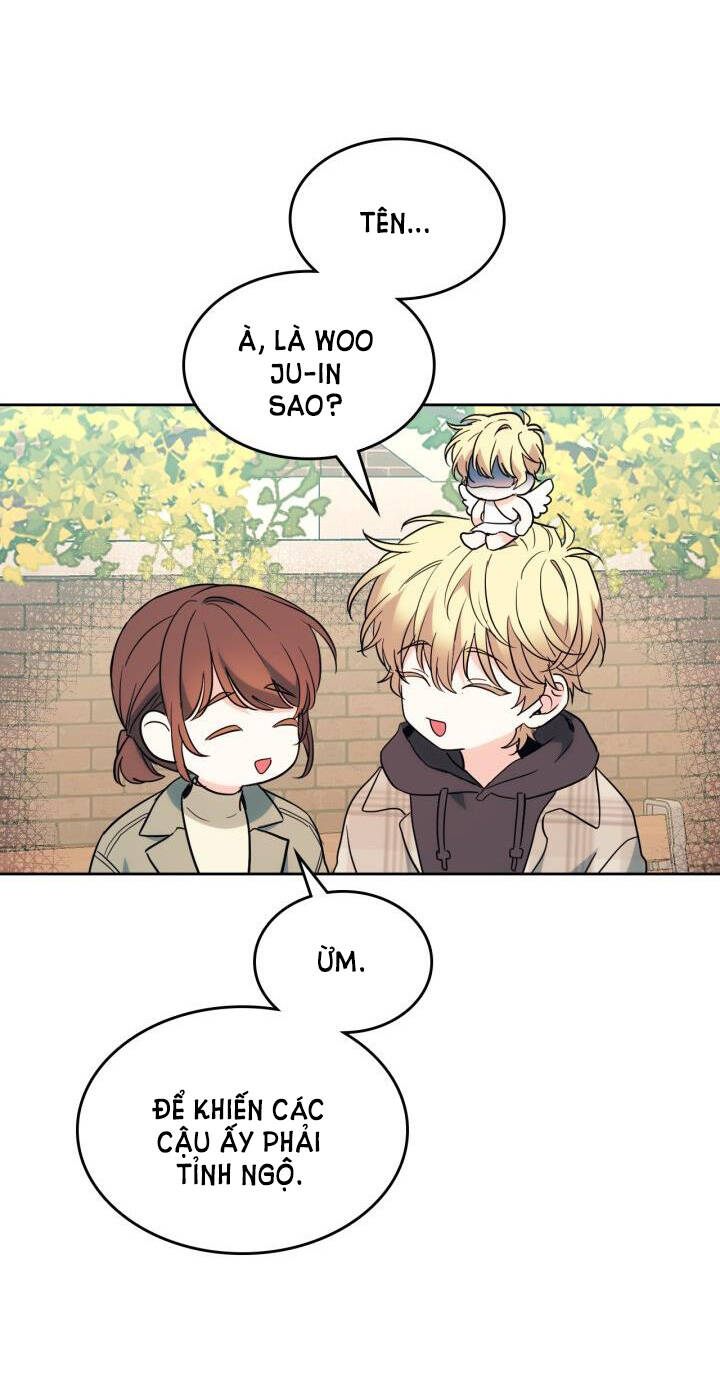 TÊN...
À, LÀ WOO
JU-IN
SAO?
ỪM.
ĐỂ KHIẾN CÁC
CẬU ẤY PHẢI
TỈNH NGỘ.